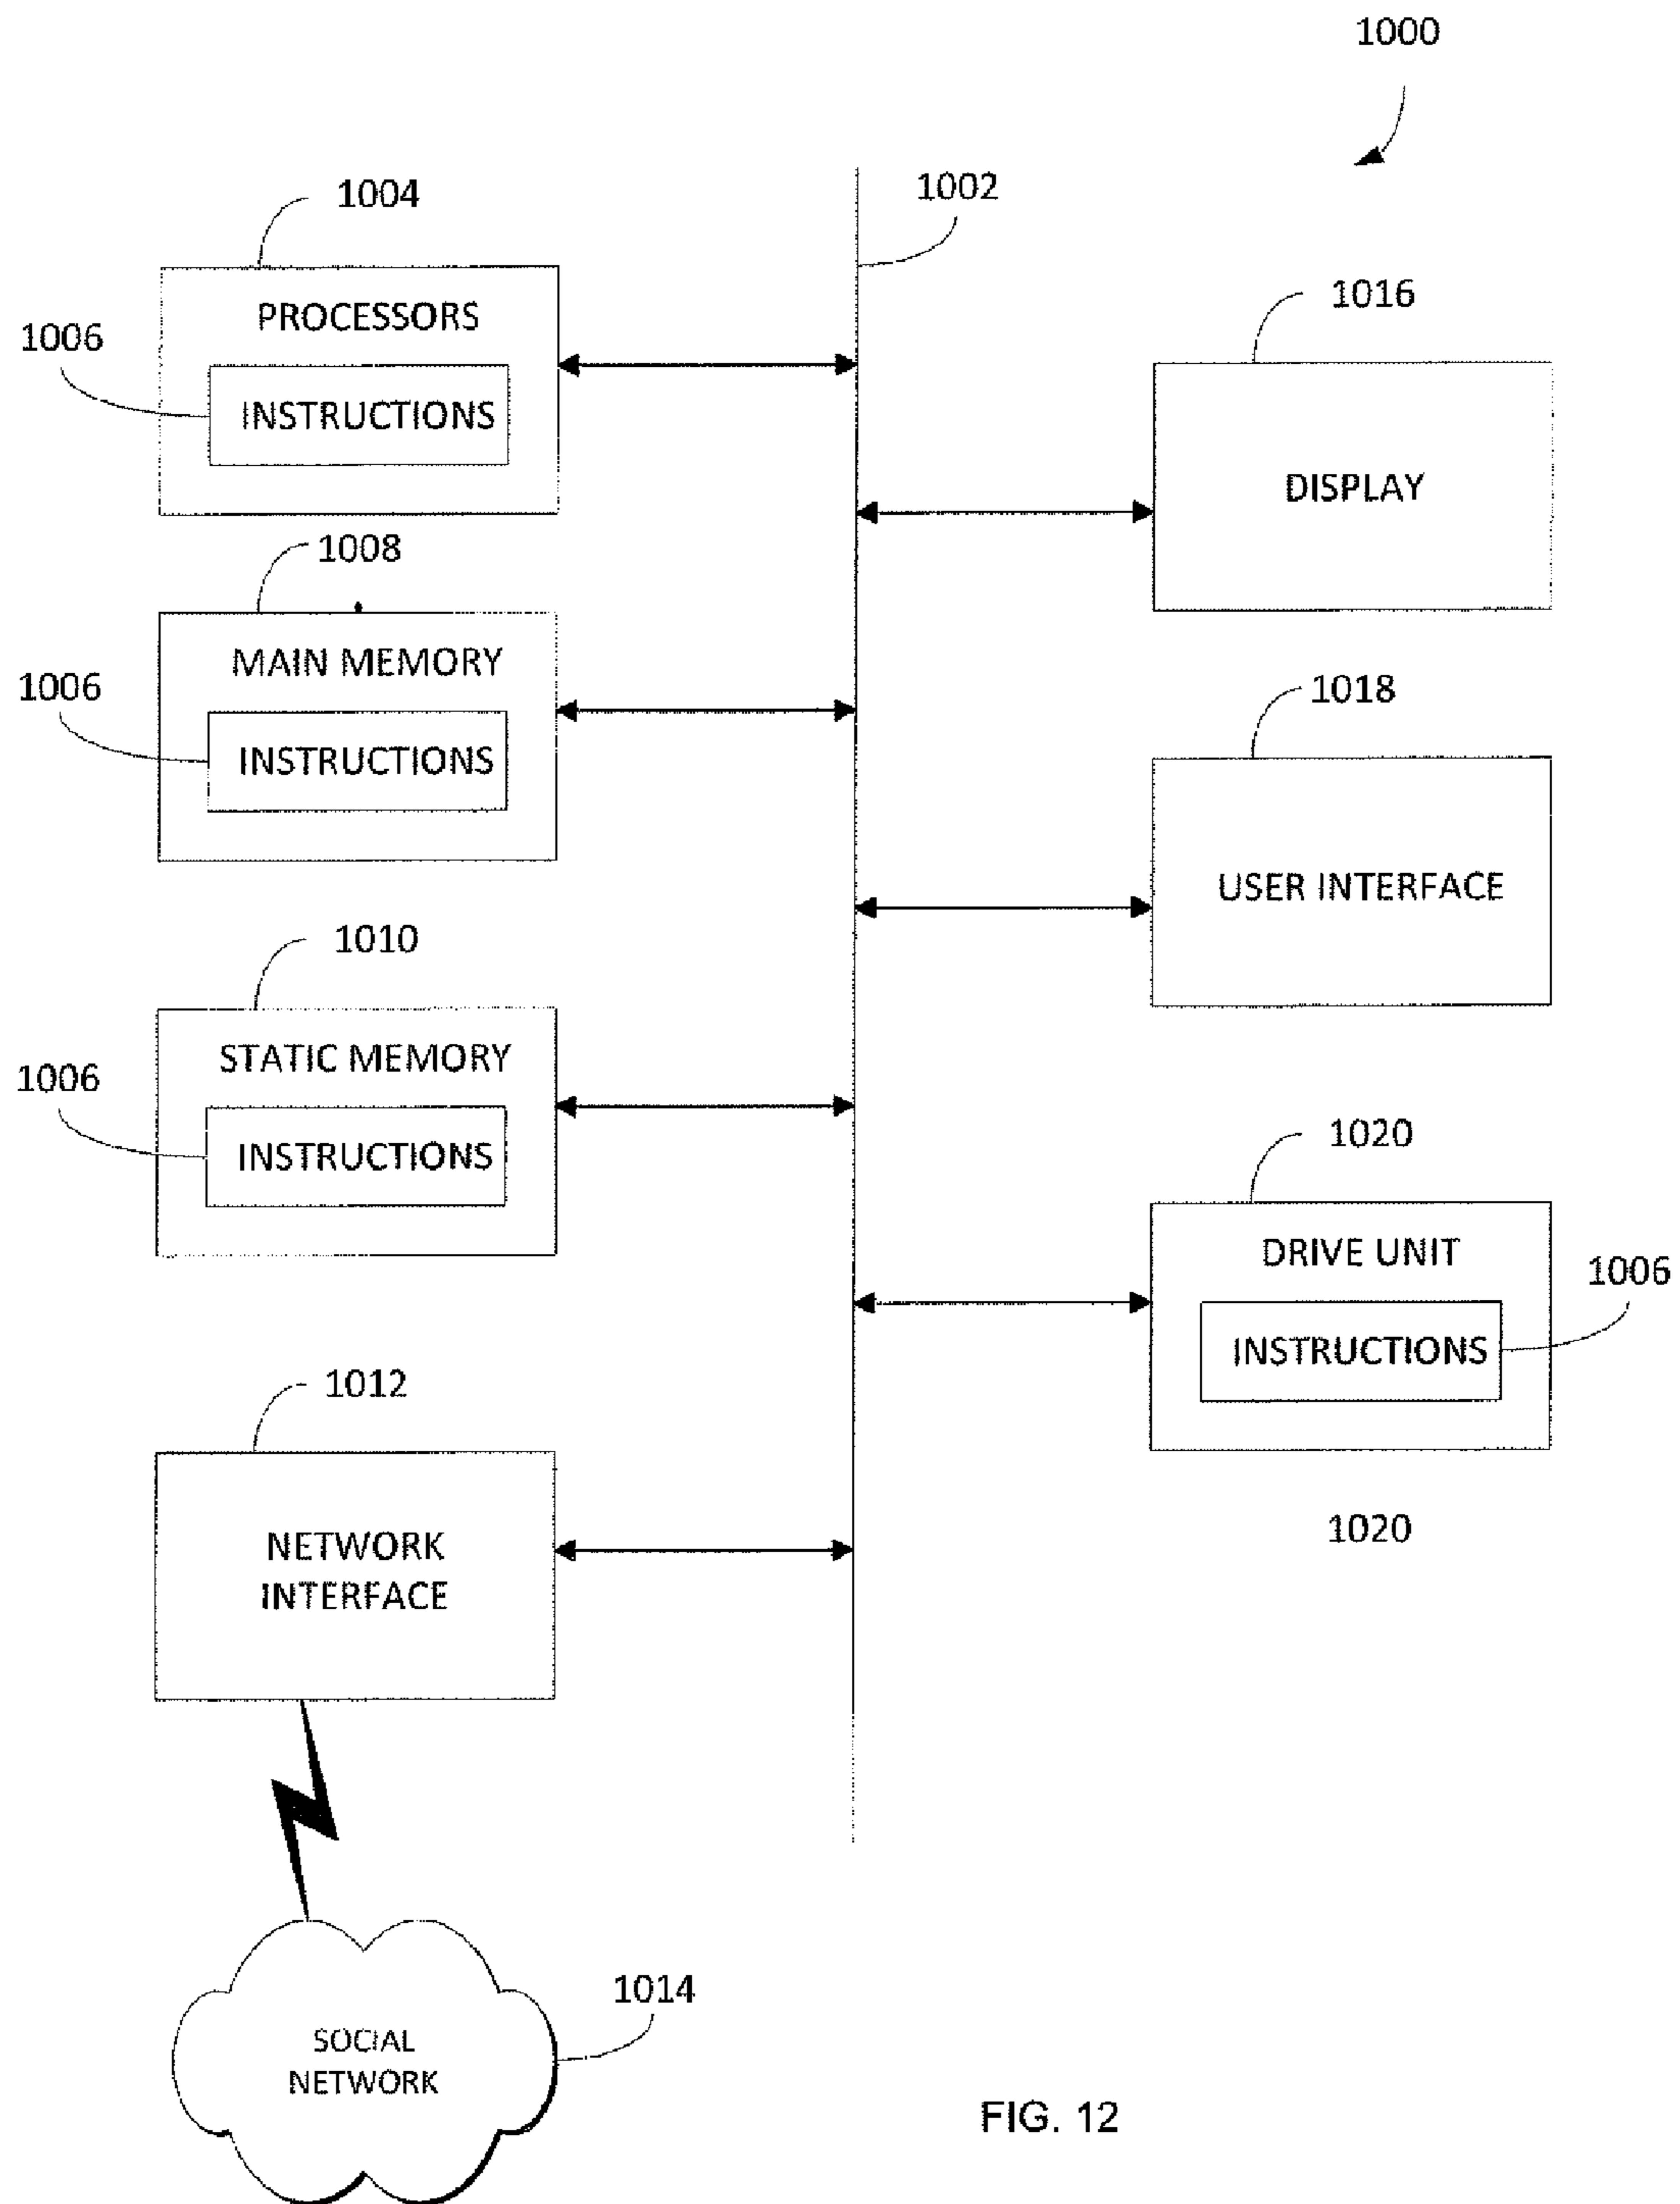 1000
1004
1002
PROCESSORS
1016
1006
INSTRUCTIONS
DISPLAY
1008
MAIN MEMORY
1006
1018
INSTRUCTIONS
USER INTERFACE
1010
STATIC MEMORY
1006
1020
INSTRUCTIONS
DRIVE UNIT
1006
INSTRUCTIONS
1012
1020
NETWORK
INTERFACE
1014
SOCIAL
NETWORK
FIG. 12